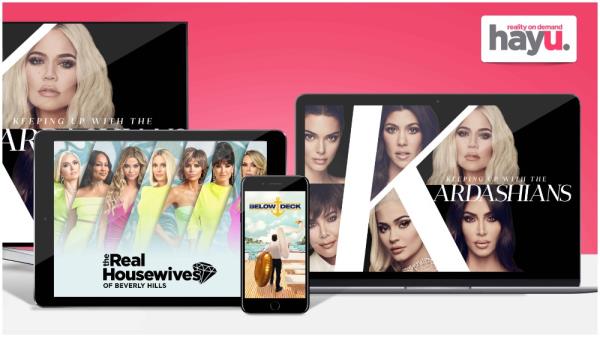 reality on demand
hayu.
KEEPING UP WITH THE
KARDASHIANS
the Real
Housewives
OF BEVERLY HILLS
BELOW DECK
KEEPING UP WITH THE
KARDASHIANS